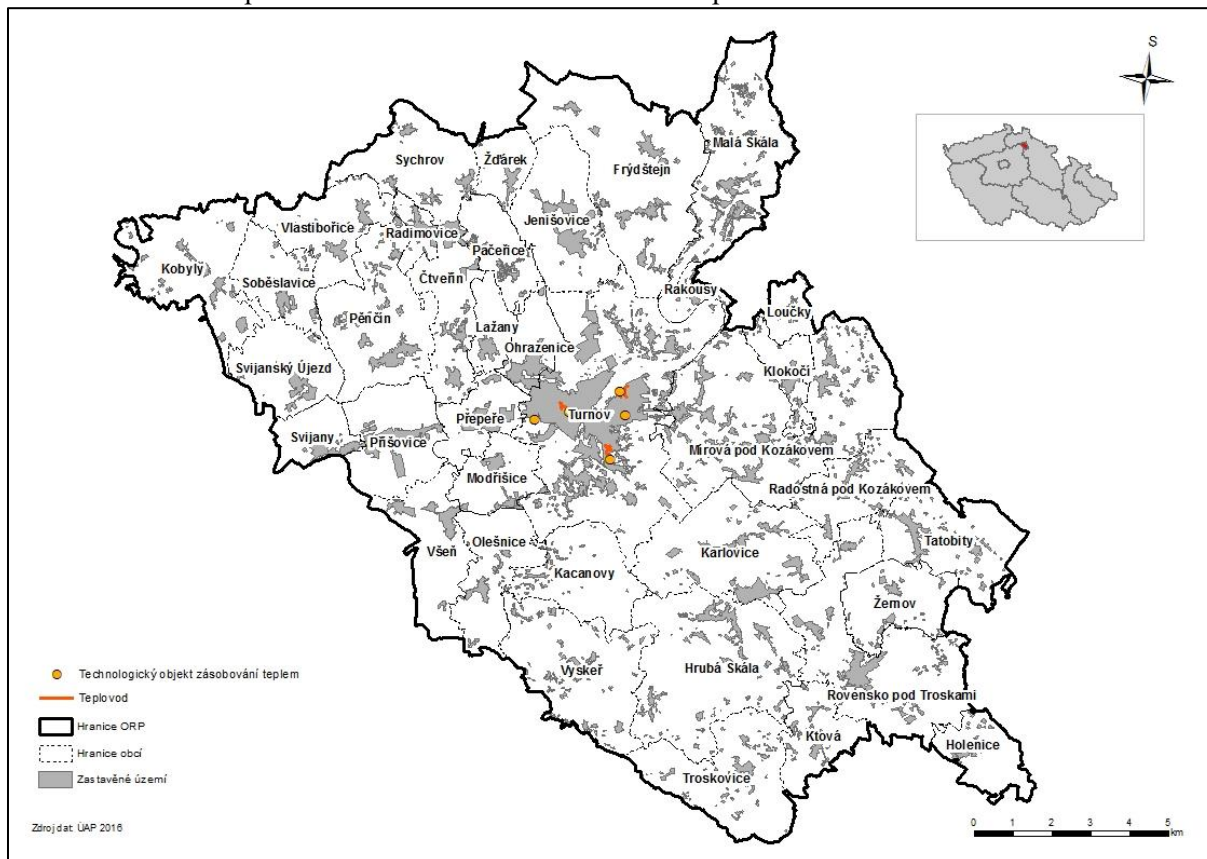 S
Malá Skála
Frýdštejn
Sychrov
Žďárek
Jenišovice
Vlastibořice
Radimovice
Pačeřice
Kobyly
Soběslavice
Čtveřín
Rakousy
Loučky
Pěnčín
Lažany
Ohrazenice
Svijanský Újezd
Klokočí
Přepeře
Turnov
Svijany
Příšovice
Mírová pod Kozákovem
Modřišice
Radostná pod Kozákovem
Olešnice
Všeň
Karlovice
Tatobity
Kacanovy
Žernov
Vyskeř
Hrubá Skála
Rovensko pod Troskami
Ktová
Holenice
Troskovice
Technologický objekt zásobování teplem
Teplovod
Hranice ORP
Hranice obcí
Zastavěné území
Zdroj dat: ÚAP 2016
0 1 2 3 4 5
km